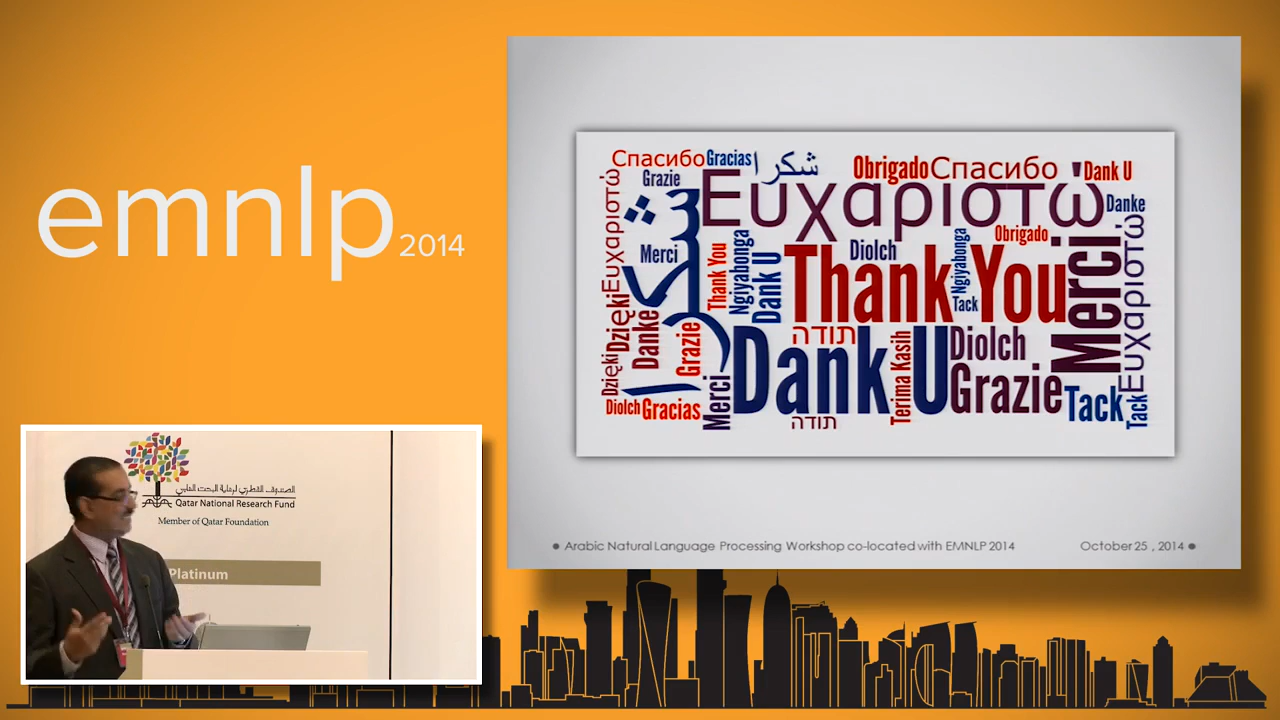 emnlp 2014
Спасибо Gracias شكرا Obrigado Спасибо Dank U
Grazie Ευχαριστώ Danke
Ευχαριστώ شكرا Merci Thank You Ngiyabonga Dank U Diolch Ngiyabonga Obrigado
Thank You Tack Merci Ευχαριστώ
Dzięki Dzięki Danke Grazie תודה Terima Kasih Diolch
Merci Dank U Grazie Tack Tack
Diolch Gracias תודה
Arabic Natural Language Processing Workshop co-located with EMNLP 2014 October 25 , 2014
الصندوق القطري لرعاية البحث العلمي
Qatar National Research Fund
Member of Qatar Foundation
Platinum